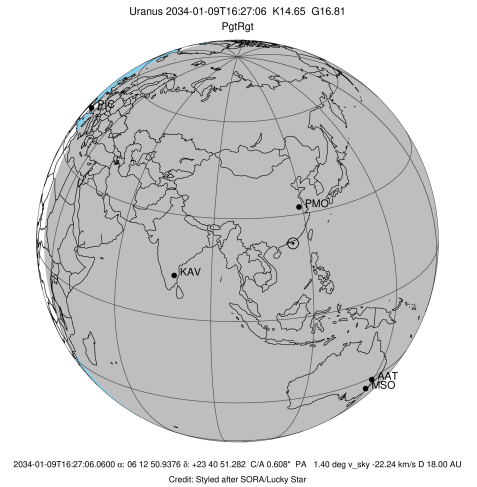 Uranus 2034-01-09T16:27:06 K14.65 G16.81
PgtRgt
PIC
PMO
KAV
AAT
MSO
2034-01-09T16:27:06.0600 α: 06 12 50.9376 δ: +23 40 51.282 C/A 0.608" PA 1.40 deg v_sky -22.24 km/s D 18.00 AU
Credit: Styled after SORA/Lucky Star